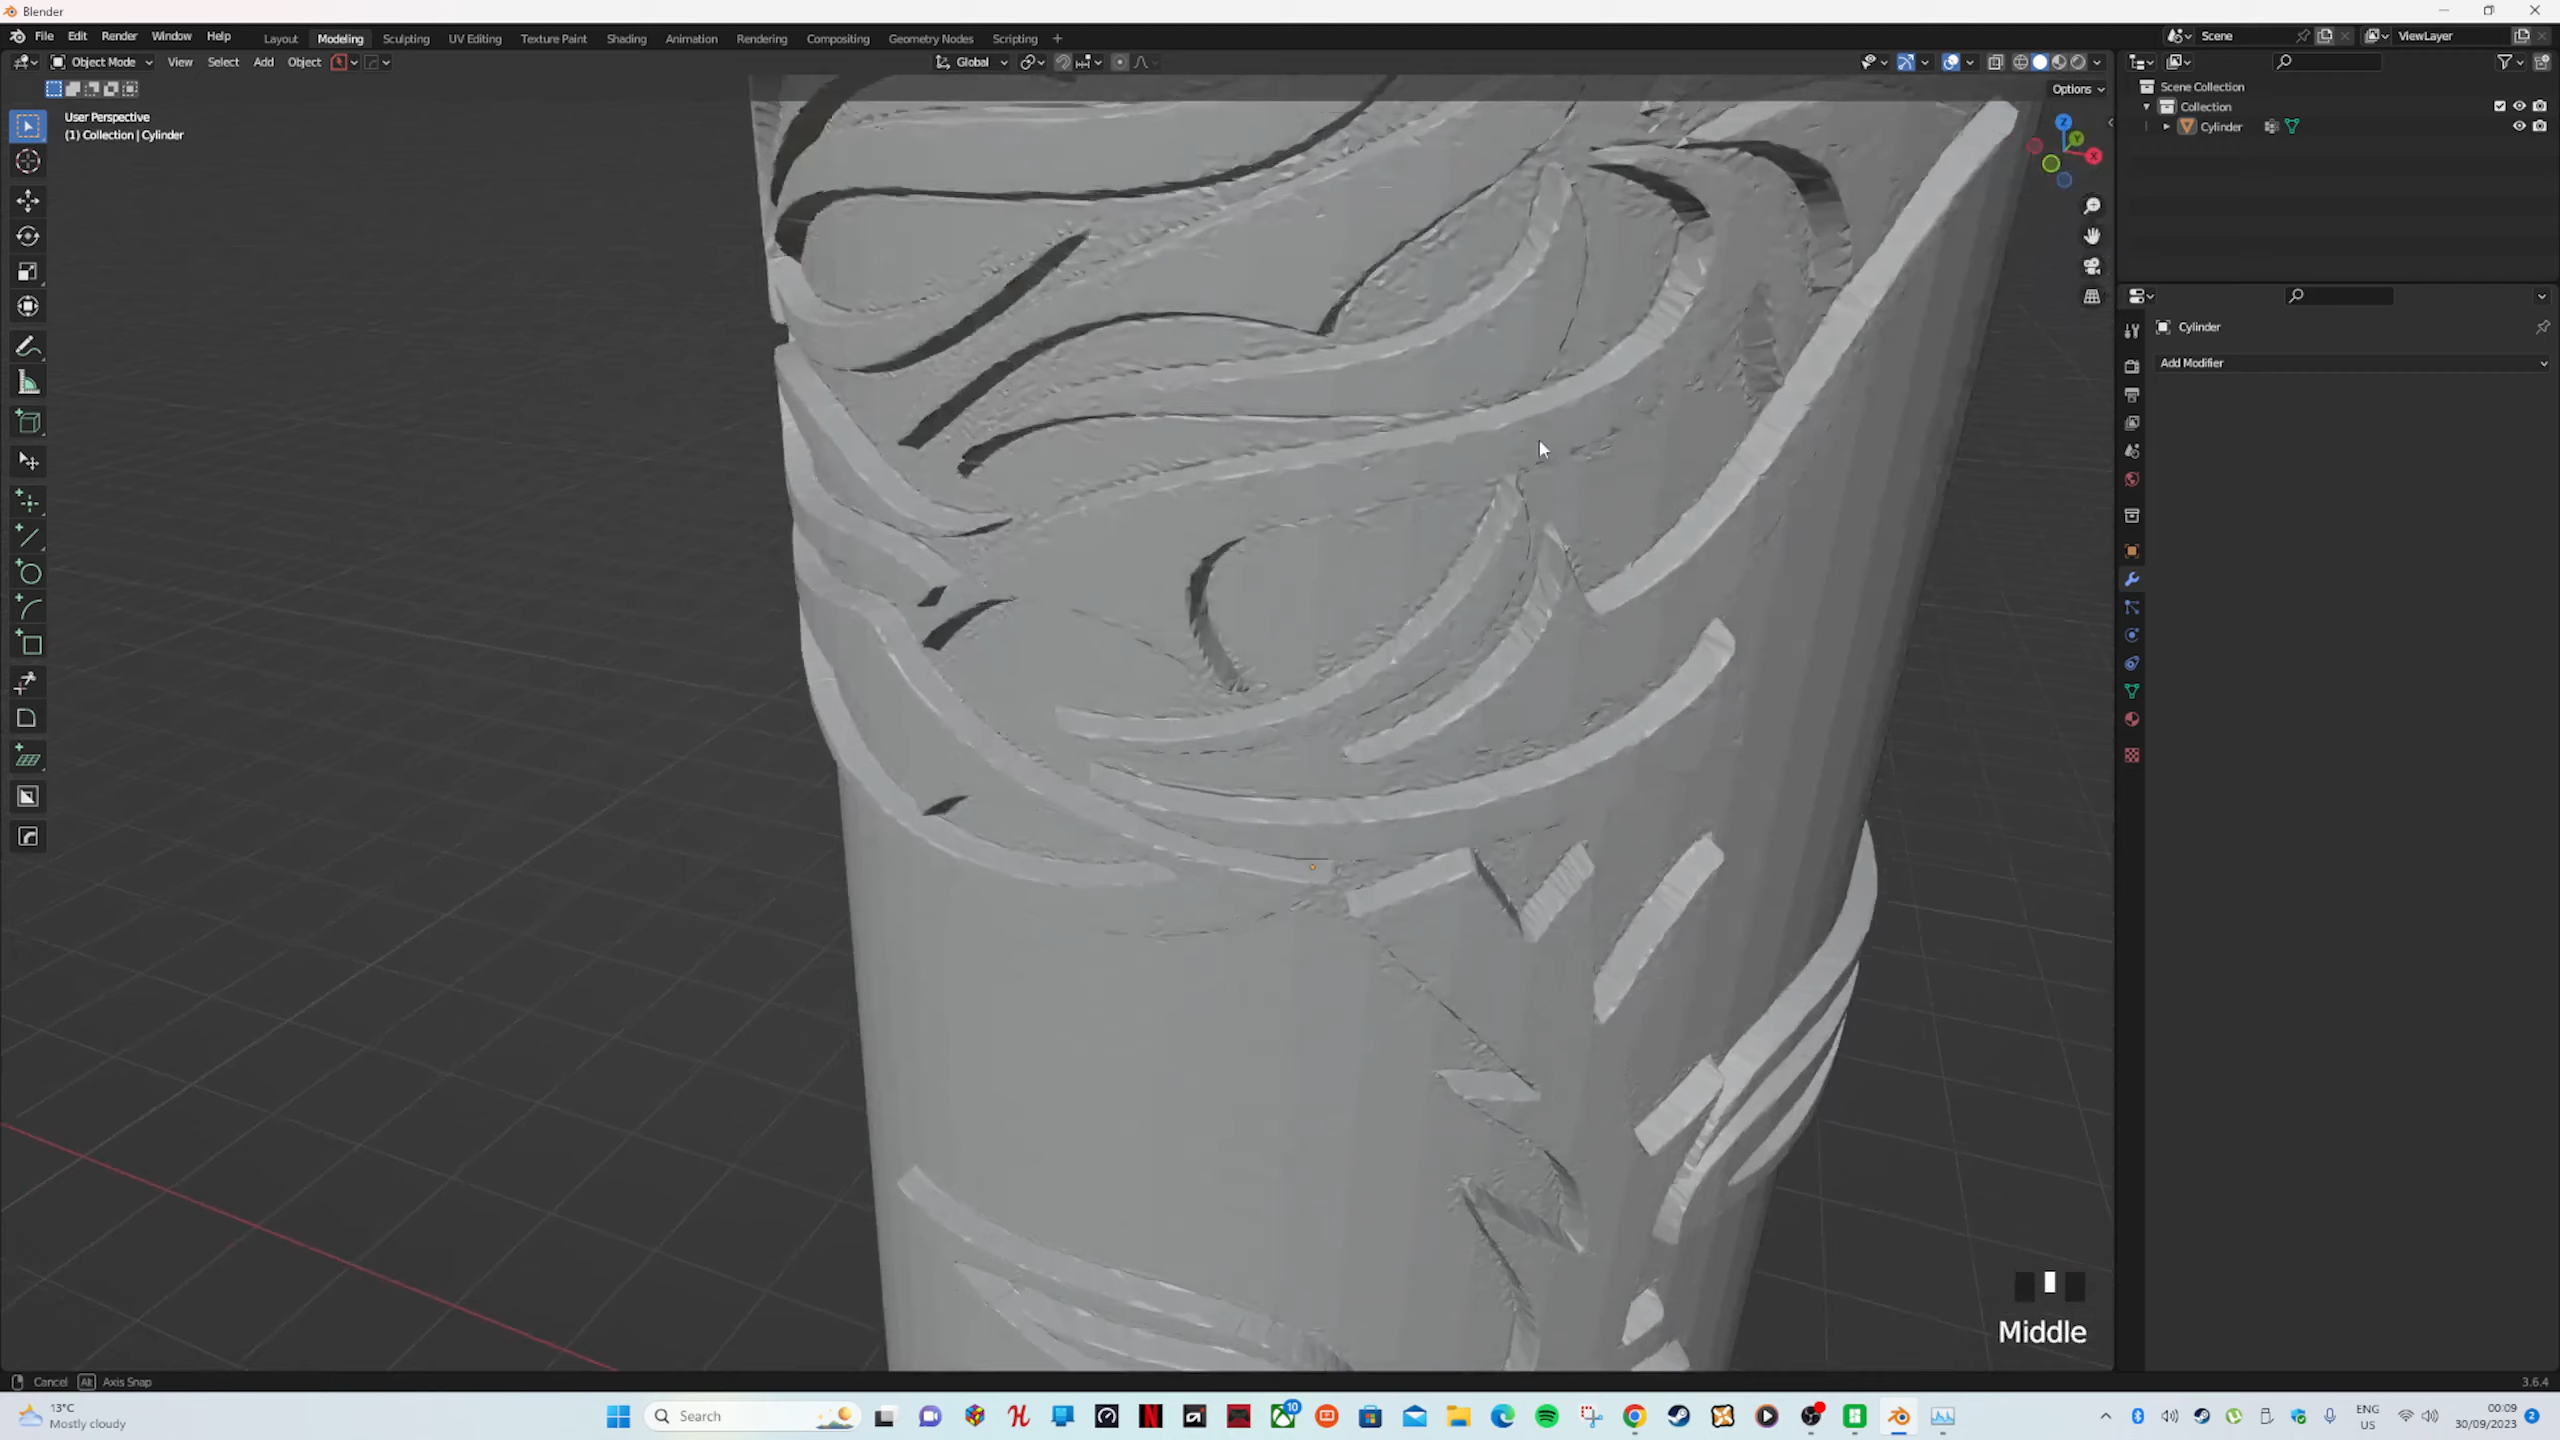 Blender
File Edit Render Window Help
Layout Modeling Sculpting UV Editing Texture Paint Shading Animation Rendering Compositing Geometry Nodes Scripting
Scene
ViewLayer
Object Mode View Select Add Object
Global
Options
User Perspective
(1) Collection | Cylinder
Z
Y
X
Scene Collection
Collection
Cylinder
Cylinder
Add Modifier
Middle
Cancel Alt Axis Snap
3.6.4
13°C
Mostly cloudy
Search
10
ENG
US
00:09
30/09/2023
2